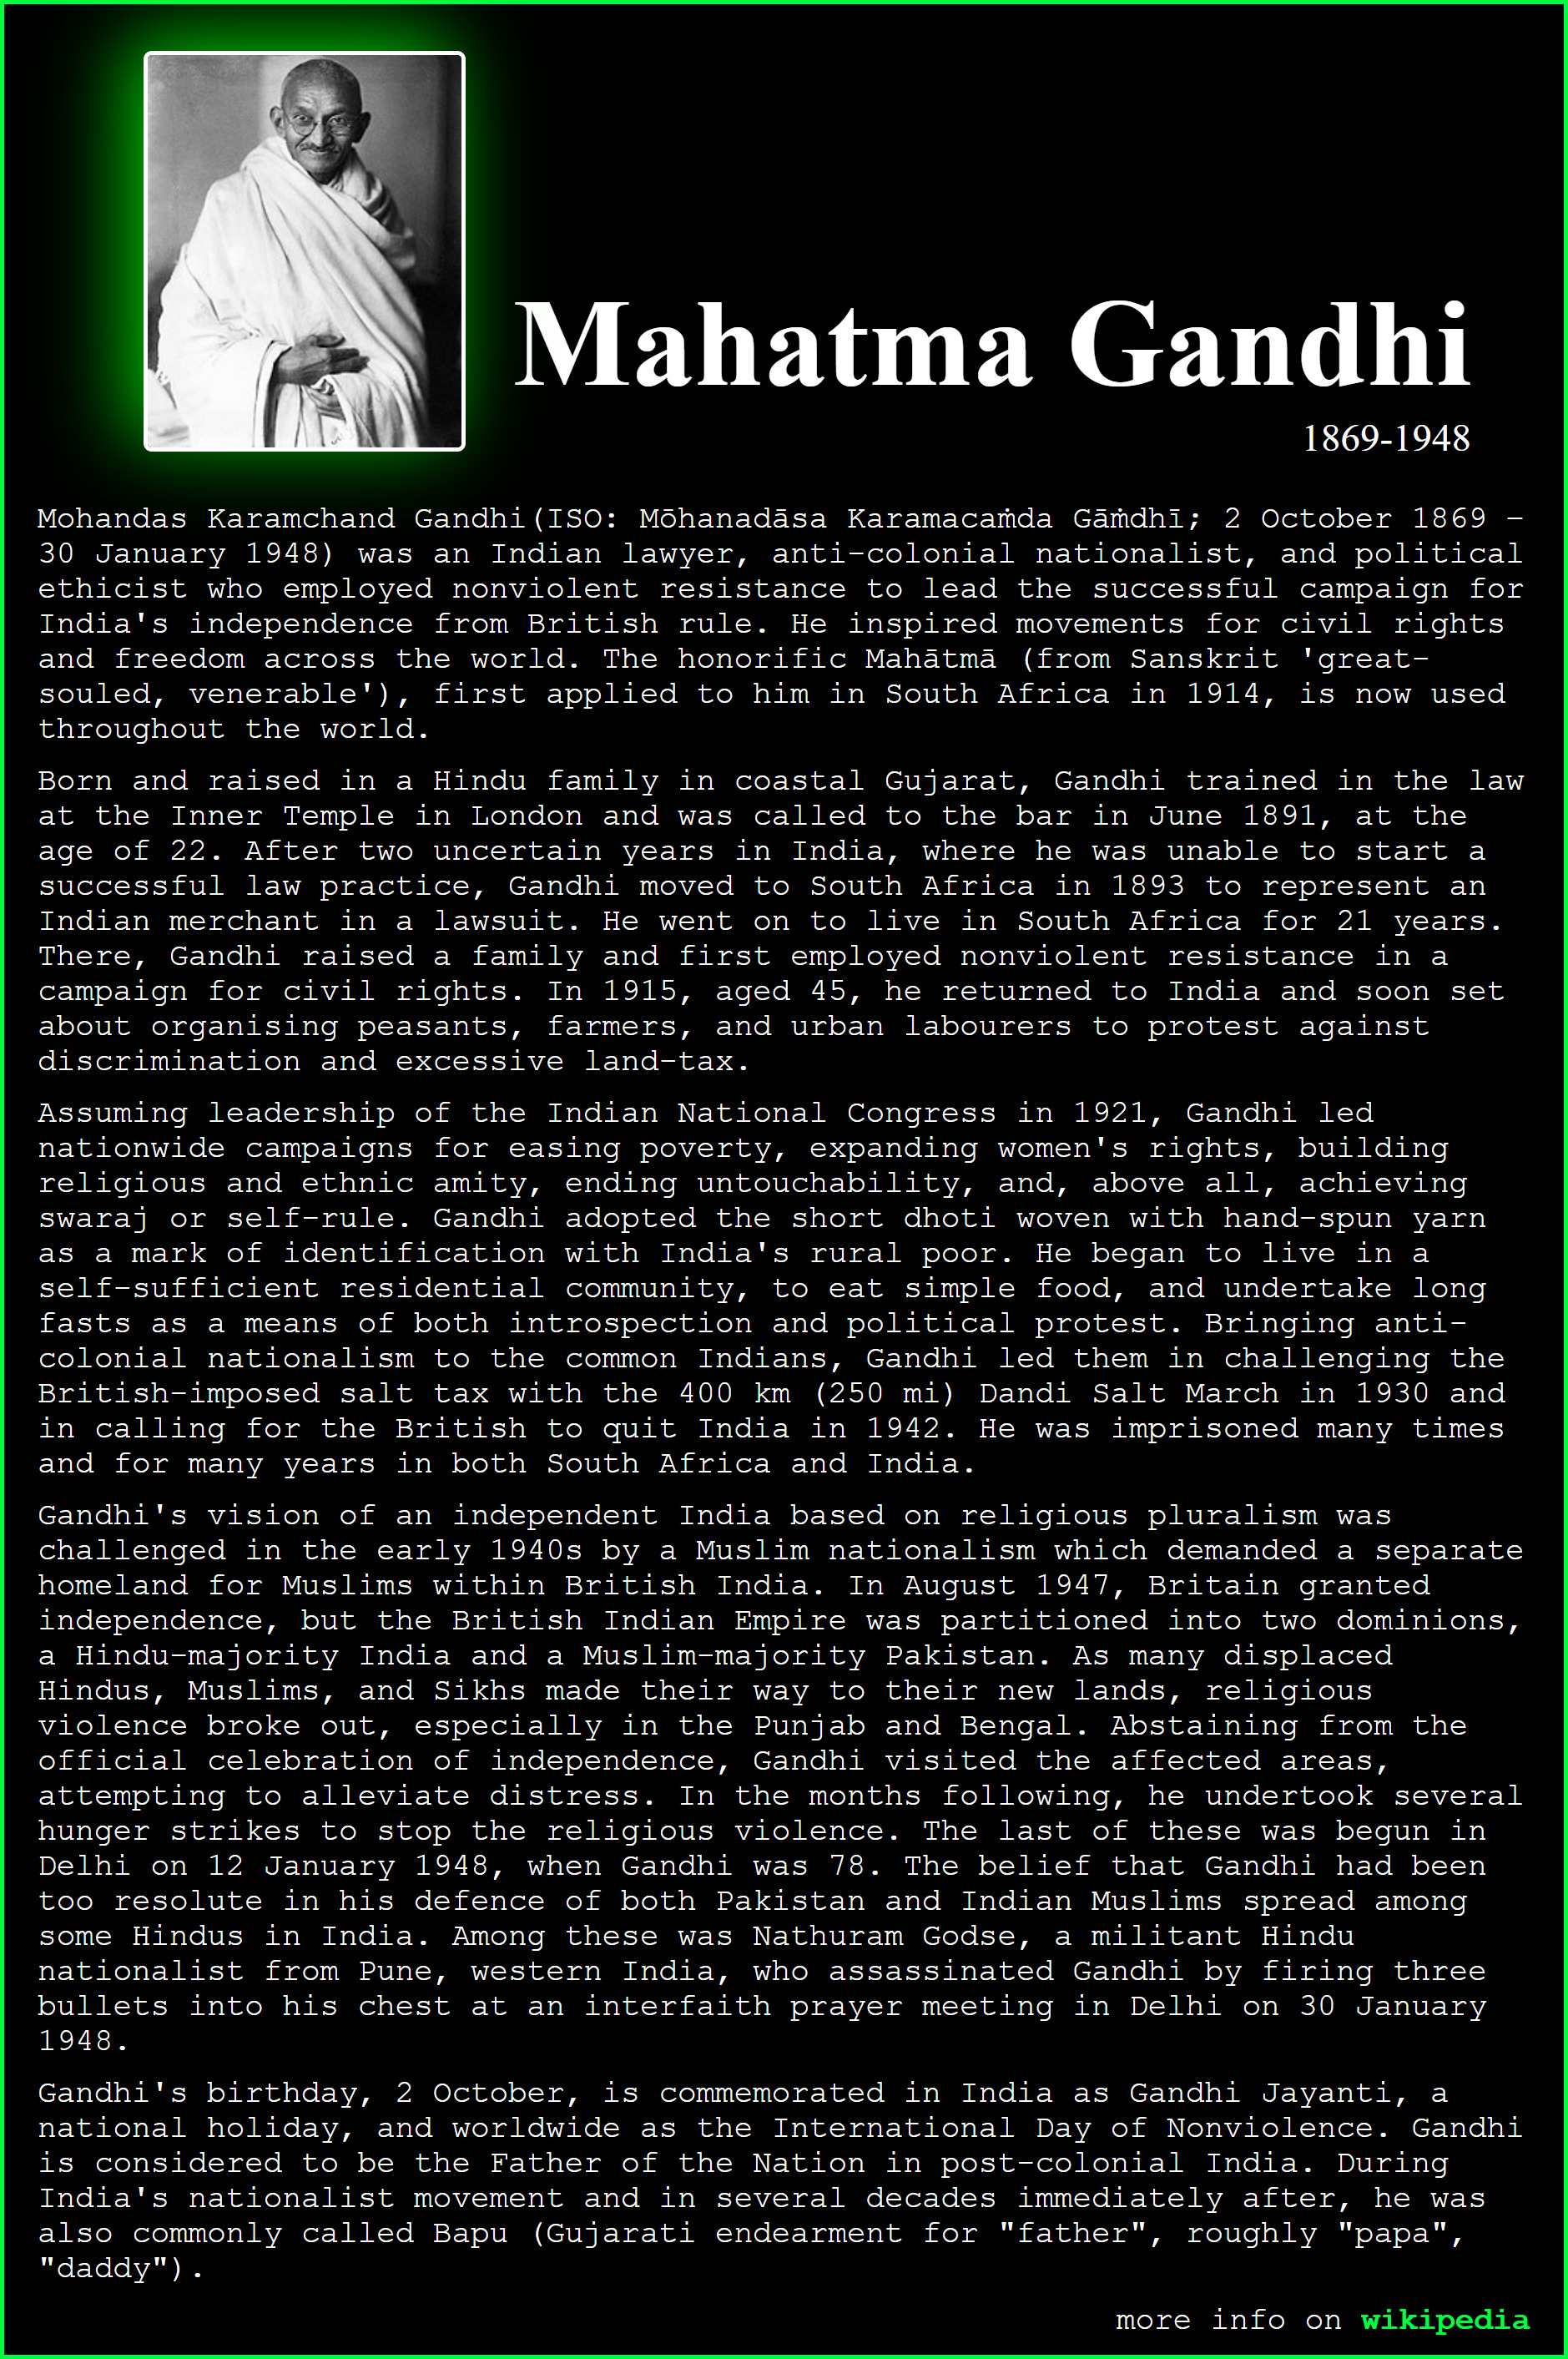 Mahatma Gandhi
1869-1948
Mohandas Karamchand Gandhi(ISO: Mōhanadāsa Karamacaṁda Gāṁdhī; 2 October 1869 –
30 January 1948) was an Indian lawyer, anti-colonial nationalist, and political
ethicist who employed nonviolent resistance to lead the successful campaign for
India's independence from British rule. He inspired movements for civil rights
and freedom across the world. The honorific Mahātmā (from Sanskrit 'great-
souled, venerable'), first applied to him in South Africa in 1914, is now used
throughout the world.
Born and raised in a Hindu family in coastal Gujarat, Gandhi trained in the law
at the Inner Temple in London and was called to the bar in June 1891, at the
age of 22. After two uncertain years in India, where he was unable to start a
successful law practice, Gandhi moved to South Africa in 1893 to represent an
Indian merchant in a lawsuit. He went on to live in South Africa for 21 years.
There, Gandhi raised a family and first employed nonviolent resistance in a
campaign for civil rights. In 1915, aged 45, he returned to India and soon set
about organising peasants, farmers, and urban labourers to protest against
discrimination and excessive land-tax.
Assuming leadership of the Indian National Congress in 1921, Gandhi led
nationwide campaigns for easing poverty, expanding women's rights, building
religious and ethnic amity, ending untouchability, and, above all, achieving
swaraj or self-rule. Gandhi adopted the short dhoti woven with hand-spun yarn
as a mark of identification with India's rural poor. He began to live in a
self-sufficient residential community, to eat simple food, and undertake long
fasts as a means of both introspection and political protest. Bringing anti-
colonial nationalism to the common Indians, Gandhi led them in challenging the
British-imposed salt tax with the 400 km (250 mi) Dandi Salt March in 1930 and
in calling for the British to quit India in 1942. He was imprisoned many times
and for many years in both South Africa and India.
Gandhi's vision of an independent India based on religious pluralism was
challenged in the early 1940s by a Muslim nationalism which demanded a separate
homeland for Muslims within British India. In August 1947, Britain granted
independence, but the British Indian Empire was partitioned into two dominions,
a Hindu-majority India and a Muslim-majority Pakistan. As many displaced
Hindus, Muslims, and Sikhs made their way to their new lands, religious
violence broke out, especially in the Punjab and Bengal. Abstaining from the
official celebration of independence, Gandhi visited the affected areas,
attempting to alleviate distress. In the months following, he undertook several
hunger strikes to stop the religious violence. The last of these was begun in
Delhi on 12 January 1948, when Gandhi was 78. The belief that Gandhi had been
too resolute in his defence of both Pakistan and Indian Muslims spread among
some Hindus in India. Among these was Nathuram Godse, a militant Hindu
nationalist from Pune, western India, who assassinated Gandhi by firing three
bullets into his chest at an interfaith prayer meeting in Delhi on 30 January
1948.
Gandhi's birthday, 2 October, is commemorated in India as Gandhi Jayanti, a
national holiday, and worldwide as the International Day of Nonviolence. Gandhi
is considered to be the Father of the Nation in post-colonial India. During
India's nationalist movement and in several decades immediately after, he was
also commonly called Bapu (Gujarati endearment for "father", roughly "papa",
"daddy").
more info on wikipedia